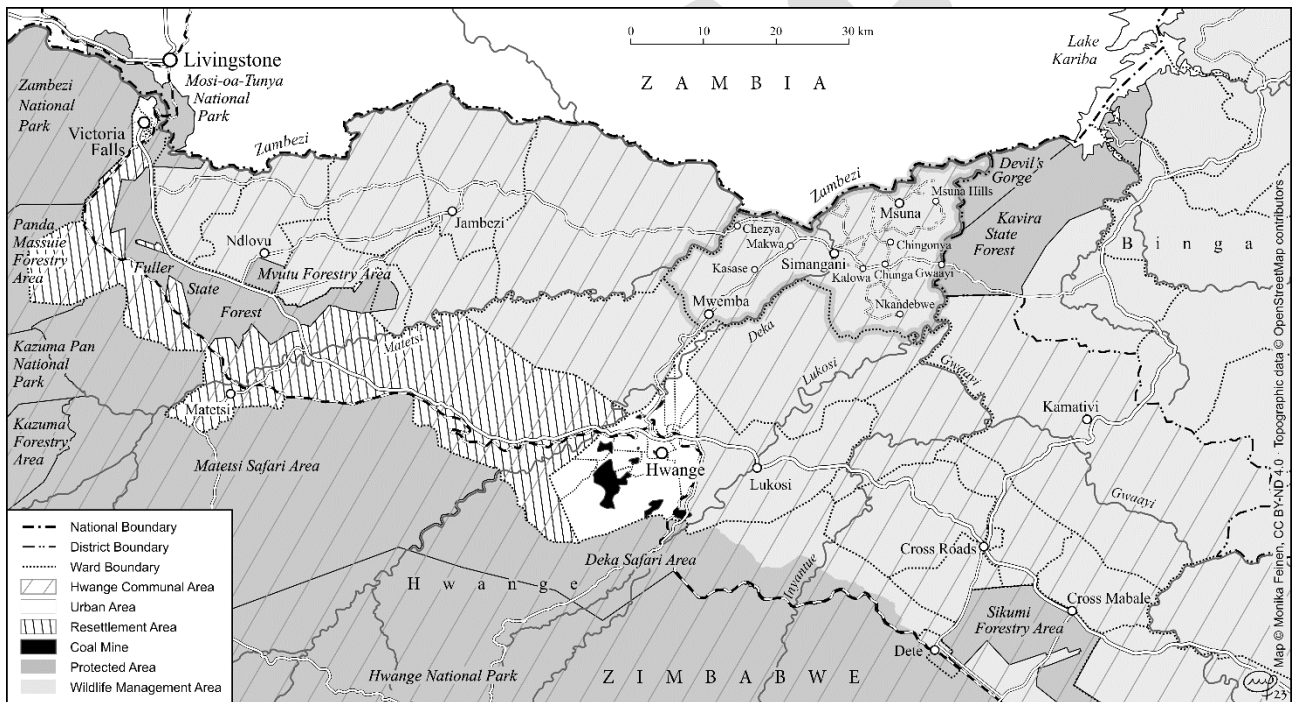 0 10 20 30 km
Livingstone
Mosi-oa-Tunya
National
Park
Lake
Kariba
ZAMBIA
Zambezi
National
Park
Victoria
Falls
Zambezi
Zambezi
Devil's
Gorge
Msuna Hills
Msuna
Kavira
State
Forest
Binga
Panda
Massuie
Forestry
Area
Ndlovu
Jambezi
Mvutu Forestry Area
Chezya
Makwa
Kasase
Simangani
Chingonya
Kalowa
Chunga
Gwaayi
Nkandebwe
Fuller
State
Forest
Mwemba
Deka
Matetsi
Lukosi
Gwaayi
Kazuma Pan
National
Park
Matetsi
Kamativi
Kazuma
Forestry
Area
Matetsi Safari Area
Hwange
Lukosi
Gwaayi
Cross Roads
Deka Safari Area
Hwange
Inyantue
Cross Mabale
Sikumi
Forestry Area
Dete
Hwange National Park
ZIMBABWE
National Boundary
District Boundary
Ward Boundary
Hwange Communal Area
Urban Area
Resettlement Area
Coal Mine
Protected Area
Wildlife Management Area
Map © Monika Feinen, CC BY-ND 4.0 · Topographic data © OpenStreetMap contributors
23